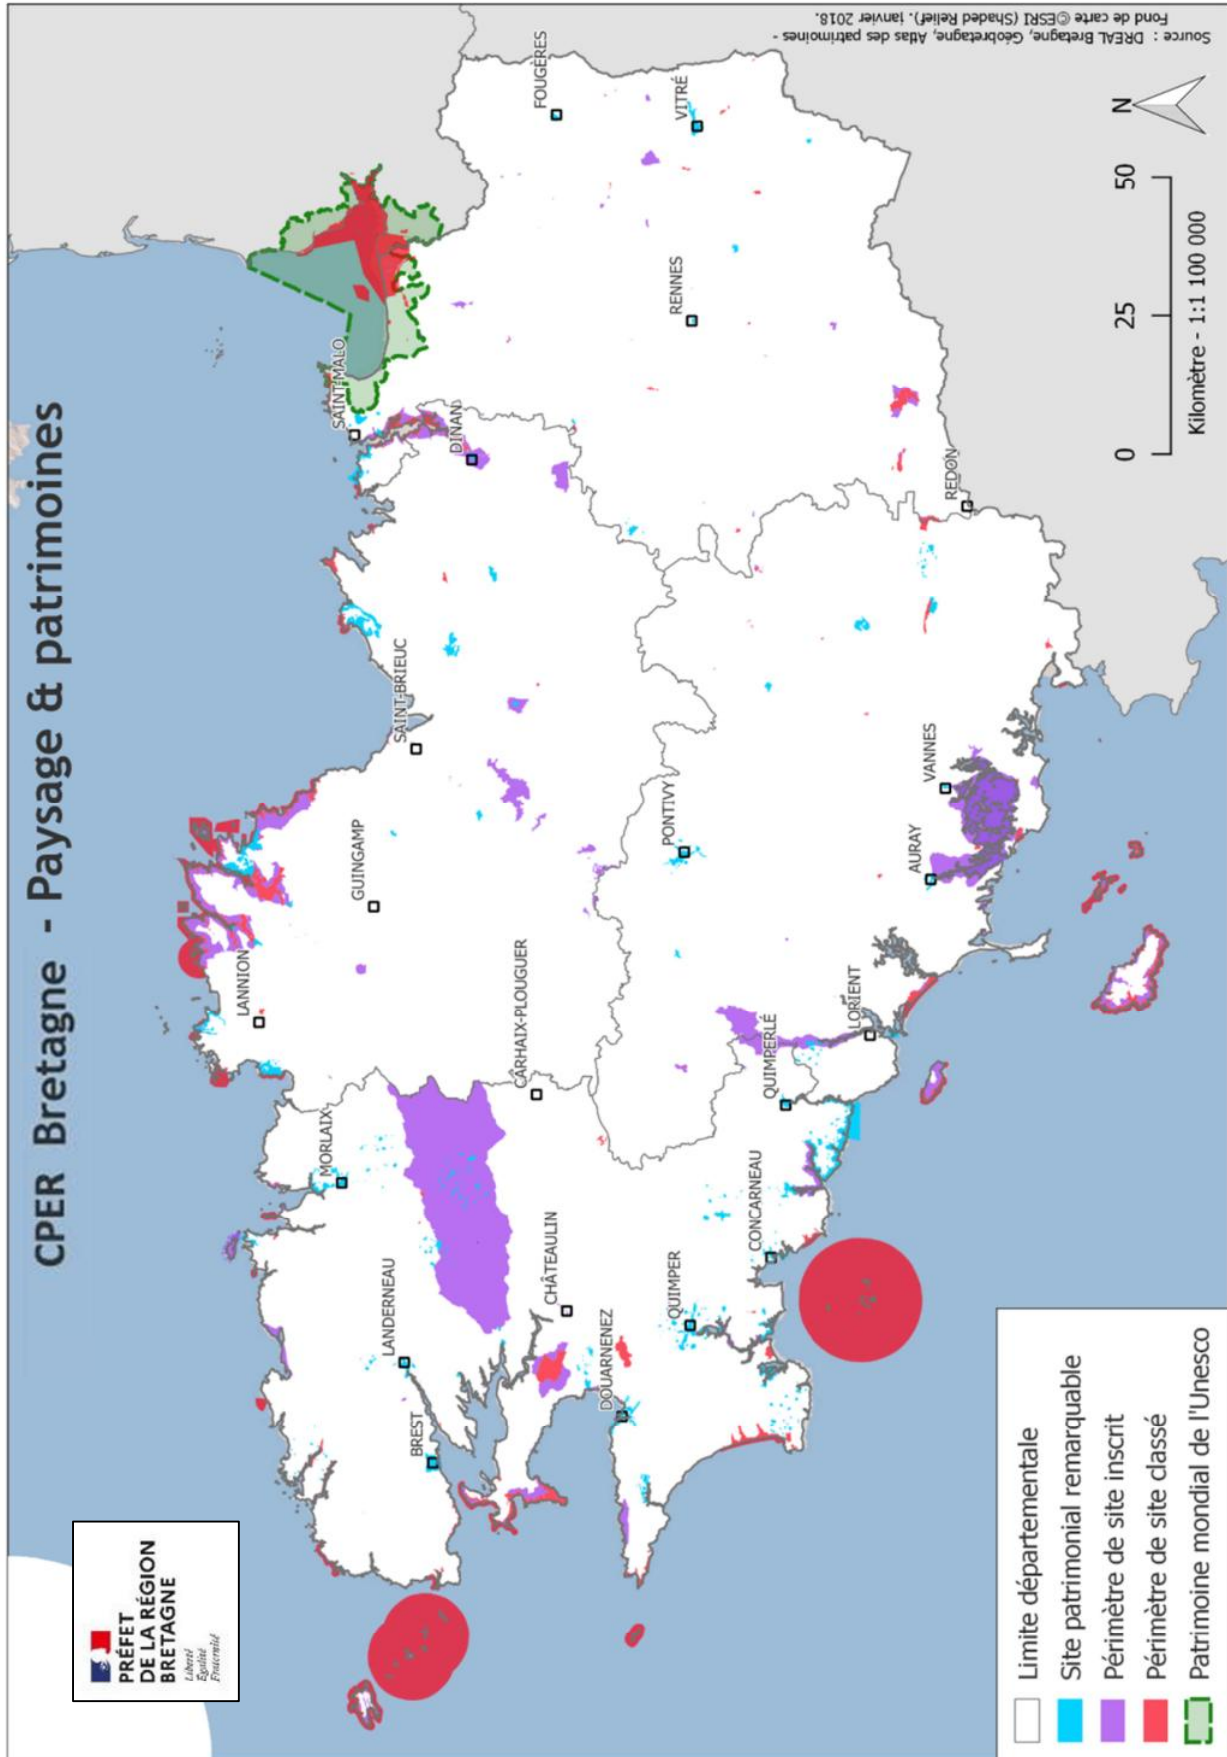 CPER Bretagne - Paysage & patrimoines
PRÉFET
DE LA RÉGION
BRETAGNE
Liberté
Égalité
Fraternité
LANNION
MORLAIX
GUINGAMP
SAINT-MALO
LANDERNEAU
BREST
SAINT-BRIEUC
DINAN
CARHAIX-PLOUGUER
FOUGÈRES
CHÂTEAULIN
DOUARNENEZ
QUIMPER
PONTIVY
RENNES
VITRÉ
CONCARNEAU
QUIMPERLÉ
LORIENT
AURAY
VANNES
REDON
Limite départementale
Site patrimonial remarquable
Périmètre de site inscrit
Périmètre de site classé
Patrimoine mondial de l'Unesco
0 25 50
Kilomètre - 1:1 100 000
N
Source : DREAL Bretagne, Géobretagne, Atlas des patrimoines -
Fond de carte ©ESRI (Shaded Relief). janvier 2018.